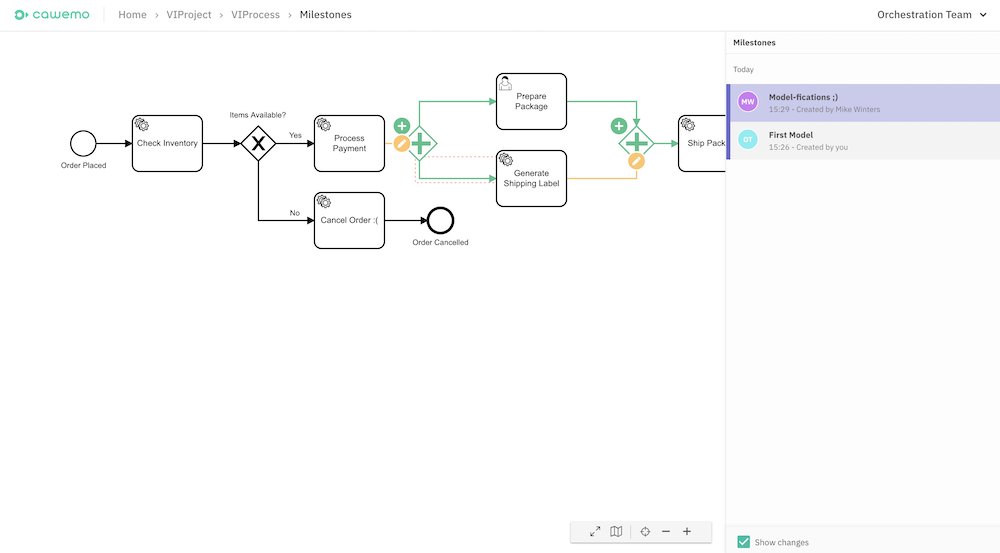 cawemo
Home › VIProject › VIProcess › Milestones
Orchestration Team
Milestones
Today
MW
Model-fications ;)
15:29 - Created by Mike Winters
OT
First Model
15:26 - Created by you
Order Placed
Check Inventory
Items Available?
X
Yes
Process
Payment
Prepare
Package
Generate
Shipping Label
Ship Pack
No
Cancel Order :(
Order Cancelled
Show changes